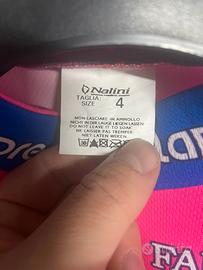 Nalini
TAGLIA
SIZE 4
NON LASCIARE IN AMMOLLO
NICHT IN DER LAUGE LIEGEN LASSEN
DO NOT LEAVE TO SOAK
NE LAISSER PAS TREMPER
NIET LATEN WEKEN
FA